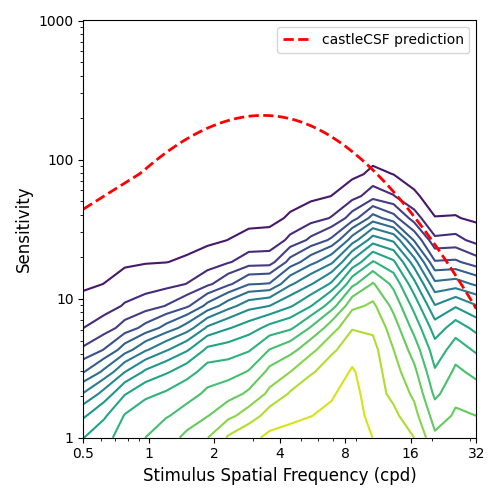 1000
castleCSF prediction
100
Sensitivity
10
1
0.5 1 2 4 8 16 32
Stimulus Spatial Frequency (cpd)